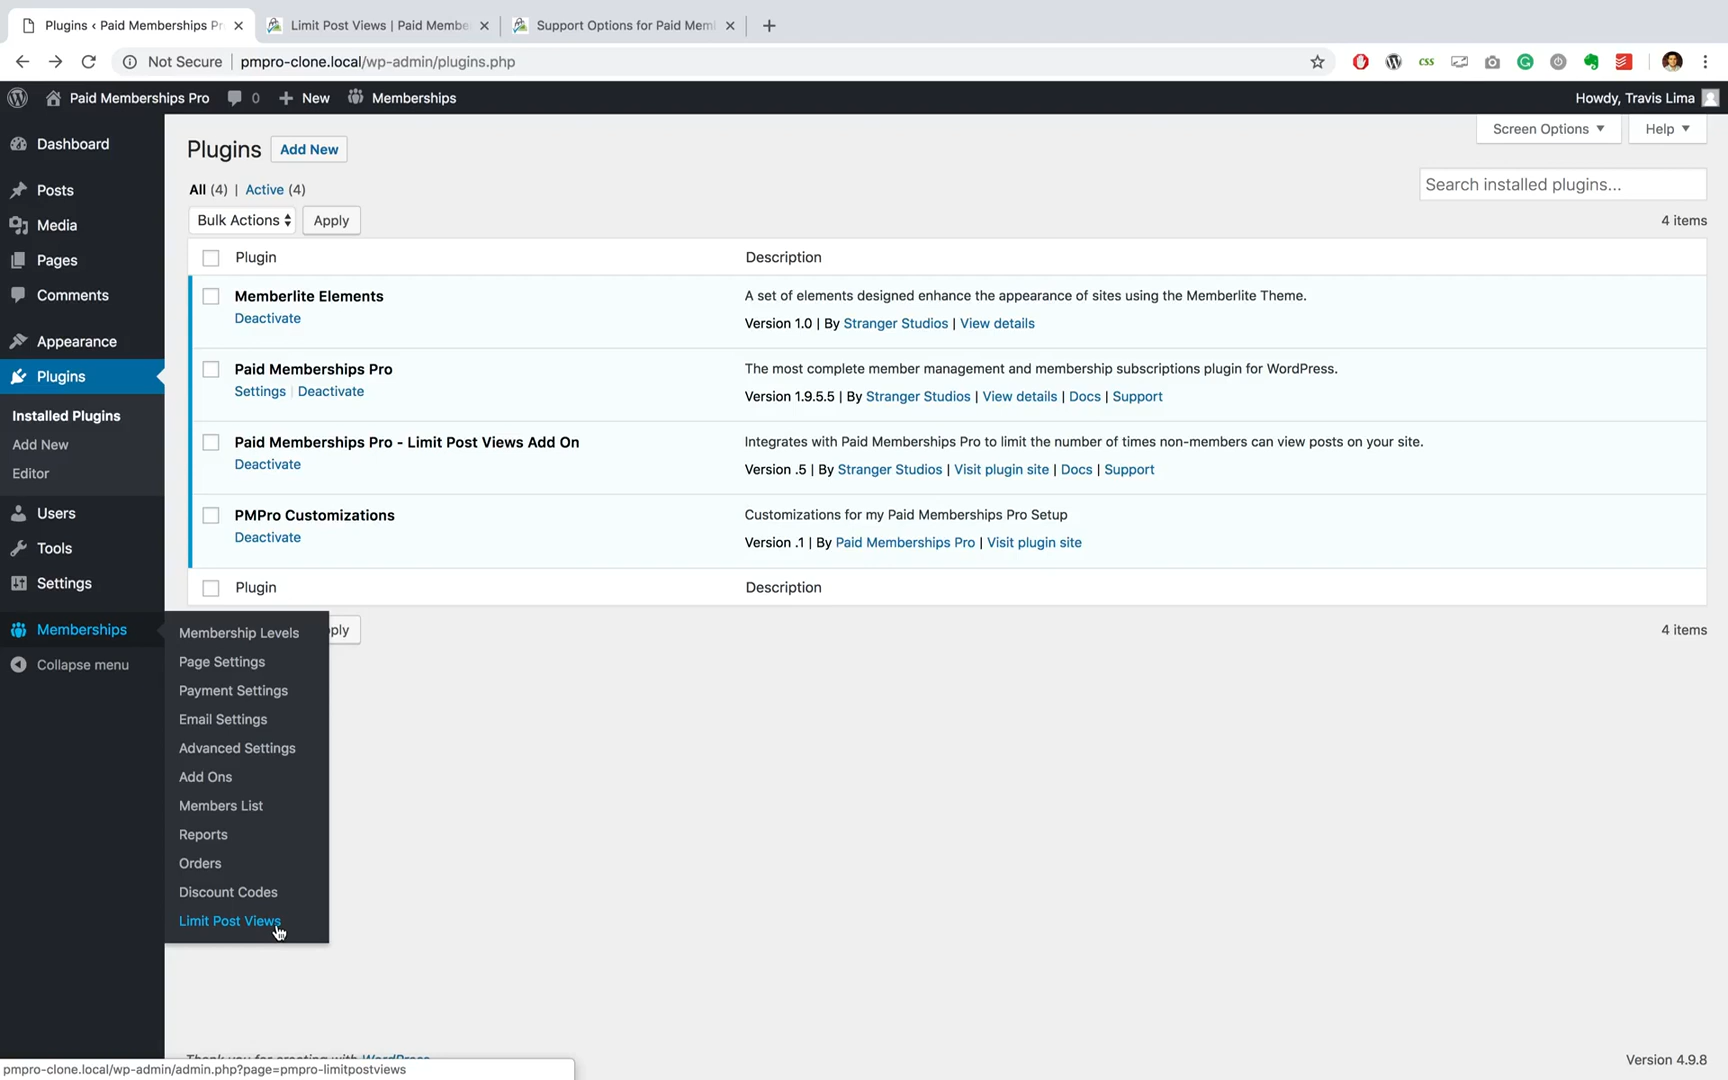 Plugins ‹ Paid Memberships Pr
Limit Post Views | Paid Membe
Support Options for Paid Mem
Not Secure | pmpro-clone.local/wp-admin/plugins.php
css
Paid Memberships Pro 0 New Memberships Howdy, Travis Lima
Screen Options Help
Dashboard
Posts
Media
Pages
Comments
Appearance
Plugins
Installed Plugins
Add New
Editor
Users
Tools
Settings
Memberships
Collapse menu
Plugins Add New
All (4) | Active (4)
Search installed plugins...
Bulk Actions Apply 4 items
Plugin Description
Memberlite Elements A set of elements designed enhance the appearance of sites using the Memberlite Theme.
Deactivate Version 1.0 | By Stranger Studios | View details
Paid Memberships Pro The most complete member management and membership subscriptions plugin for WordPress.
Settings | Deactivate Version 1.9.5.5 | By Stranger Studios | View details | Docs | Support
Paid Memberships Pro - Limit Post Views Add On Integrates with Paid Memberships Pro to limit the number of times non-members can view posts on your site.
Deactivate Version .5 | By Stranger Studios | Visit plugin site | Docs | Support
PMPro Customizations Customizations for my Paid Memberships Pro Setup
Deactivate Version .1 | By Paid Memberships Pro | Visit plugin site
Plugin Description
ply 4 items
Membership Levels
Page Settings
Payment Settings
Email Settings
Advanced Settings
Add Ons
Members List
Reports
Orders
Discount Codes
Limit Post Views
Thank you for creating with WordPress Version 4.9.8
pmpro-clone.local/wp-admin/admin.php?page=pmpro-limitpostviews